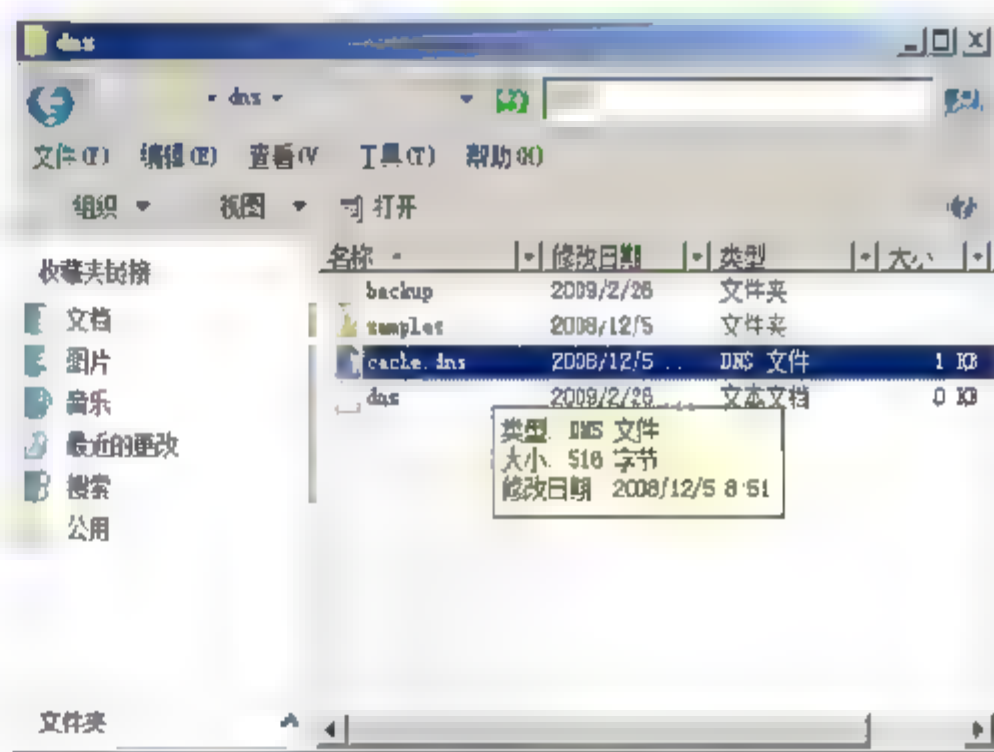 dns
dns
文件(F) 编辑(E) 查看(V 工具(T) 帮助(H)
组织 视图 打开
名称 修改日期 类型 大小
收藏夹链接
backup 2009/2/26 文件夹
文档
samples 2008/12/5 文件夹
图片
cache.dns 2008/12/5 .. DNS 文件 1 KB
音乐
dns 2009/2/26 ... 文本文档 0 KB
类型 DNS 文件
最近的更改
大小 518 字节
搜索
修改日期 2008/12/5 8:51
公用
文件夹